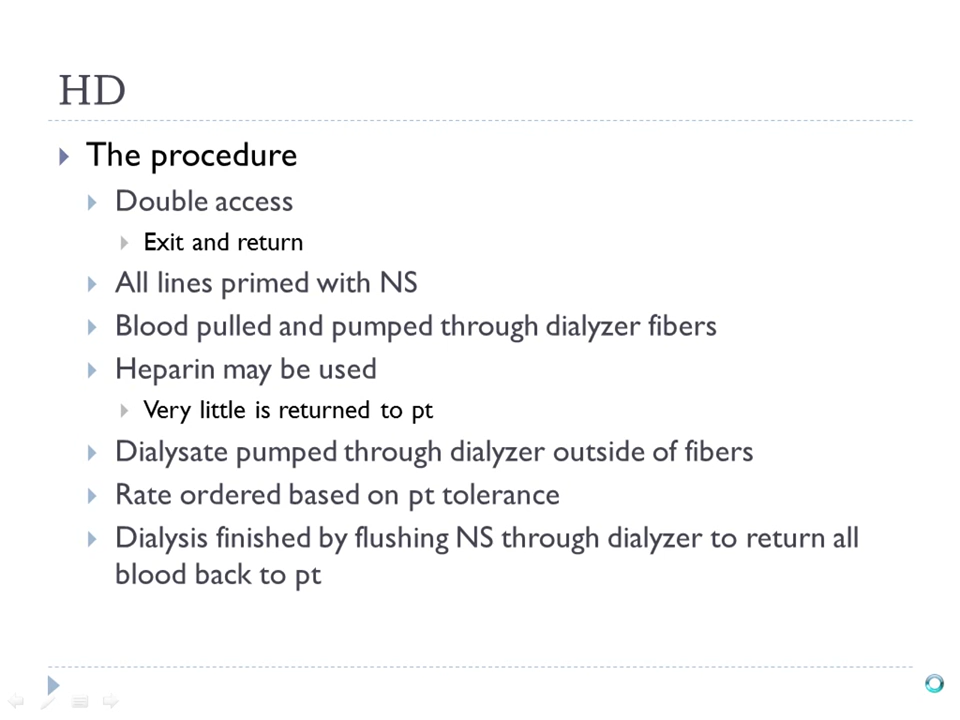 HD
The procedure
Double access
Exit and return
All lines primed with NS
Blood pulled and pumped through dialyzer fibers
Heparin may be used
Very little is returned to pt
Dialysate pumped through dialyzer outside of fibers
Rate ordered based on pt tolerance
Dialysis finished by flushing NS through dialyzer to return all
blood back to pt